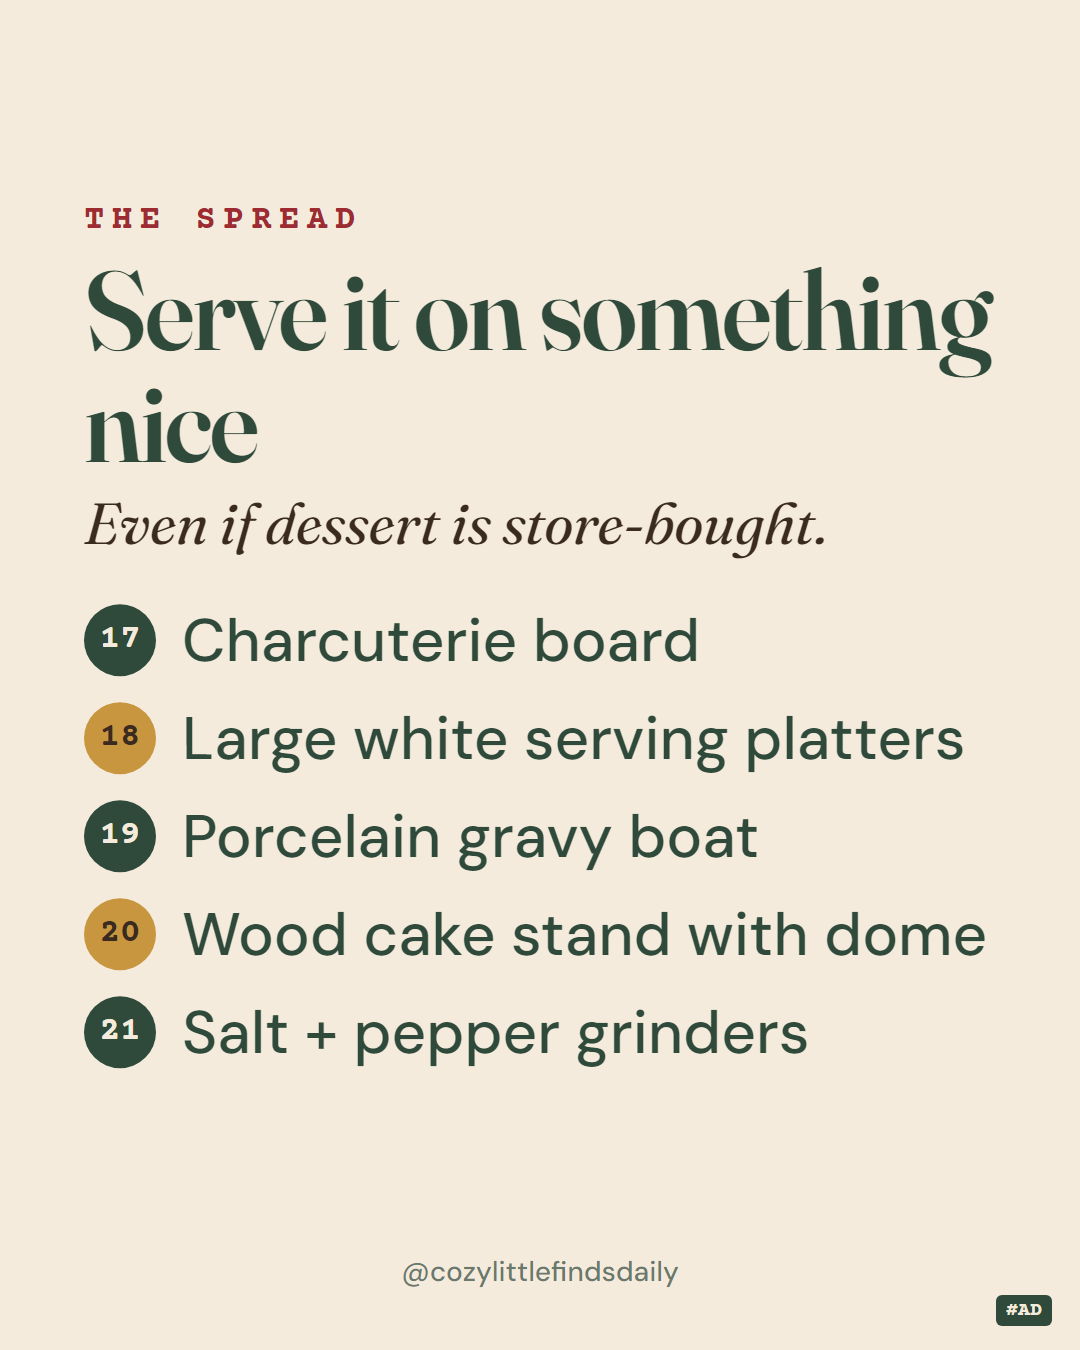 THE SPREAD
Serve it on something
nice
Even if dessert is store-bought.
17 Charcuterie board
18 Large white serving platters
19 Porcelain gravy boat
20 Wood cake stand with dome
21 Salt + pepper grinders
@cozylittlefindsdaily
#AD